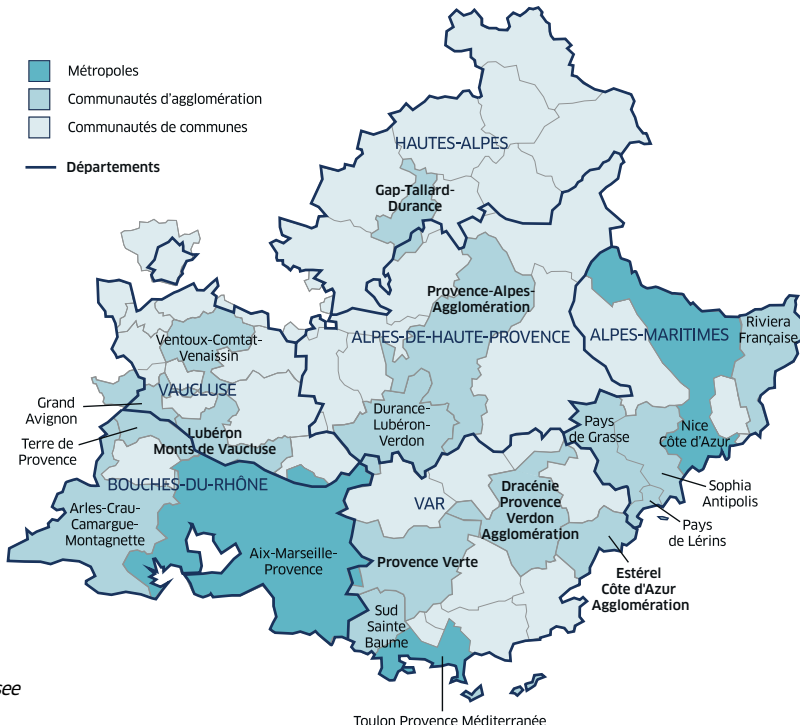 Métropoles
Communautés d'agglomération
Communautés de communes
Départements
HAUTES-ALPES
Gap-Tallard-
Durance
Provence-Alpes-
Agglomération
ALPES-DE-HAUTE-PROVENCE
ALPES-MARITIMES
Riviera
Française
Ventoux-Comtat-
Venaissin
VAUCLUSE
Grand
Avignon
Terre de
Provence
Lubéron
Monts de Vaucluse
Durance-
Lubéron-
Verdon
Pays
de Grasse
Nice
Côte d'Azur
Sophia
Antipolis
Pays
de Lérins
BOUCHES-DU-RHÔNE
Arles-Crau-
Camargue-
Montagnette
Aix-Marseille-
Provence
VAR
Dracénie
Provence
Verdon
Agglomération
Provence Verte
Estérel
Côte d'Azur
Agglomération
Sud
Sainte
Baume
see
Toulon Provence Méditerranée